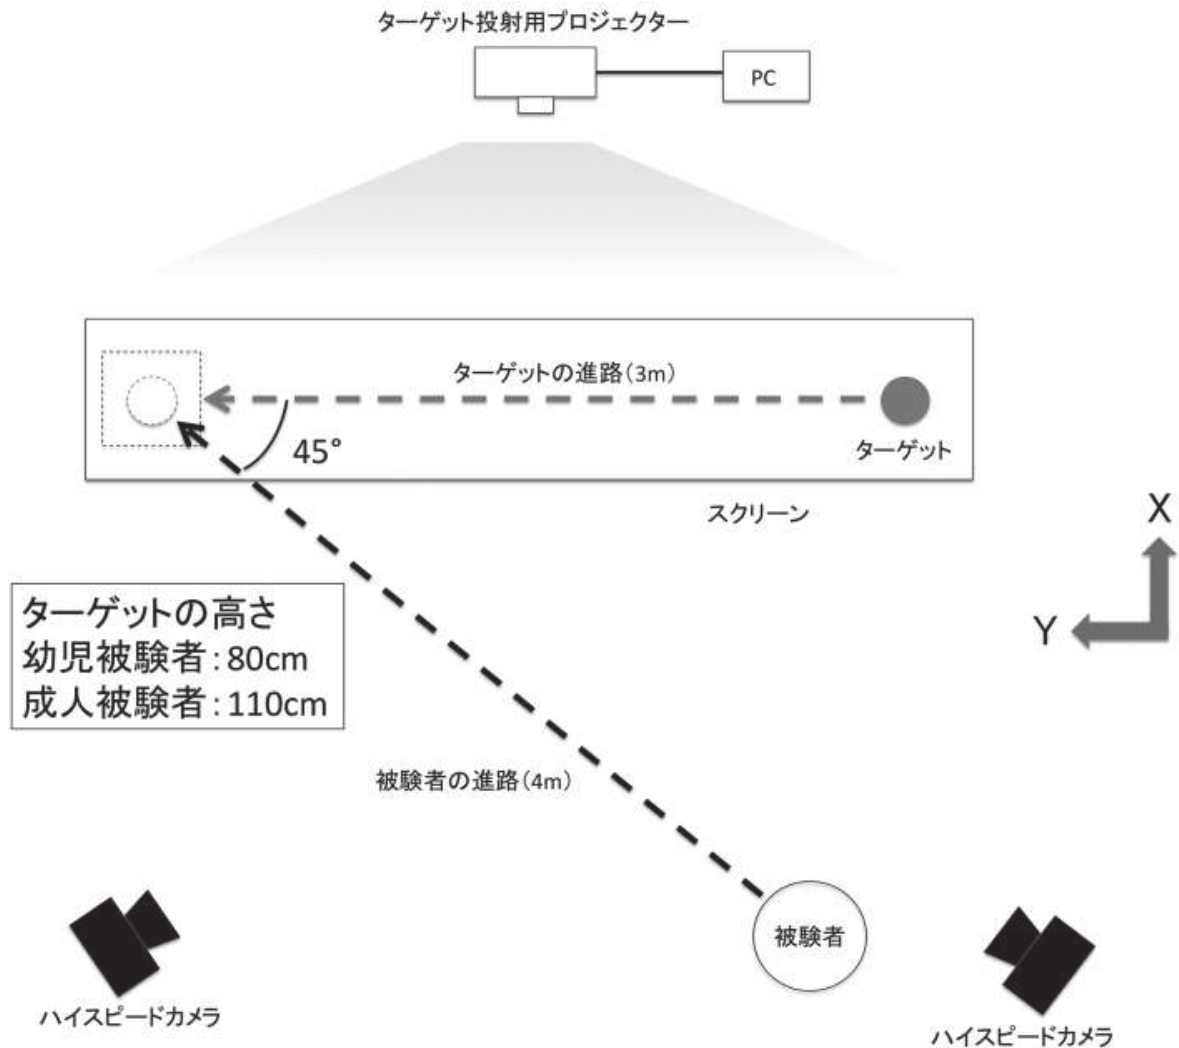 ターゲット投射用プロジェクター
PC
ターゲットの進路（3m）
45°
ターゲット
スクリーン
X
Y
ターゲットの高さ
幼児被験者：80cm
成人被験者：110cm
被験者の進路（4m）
被験者
ハイスピードカメラ
ハイスピードカメラ